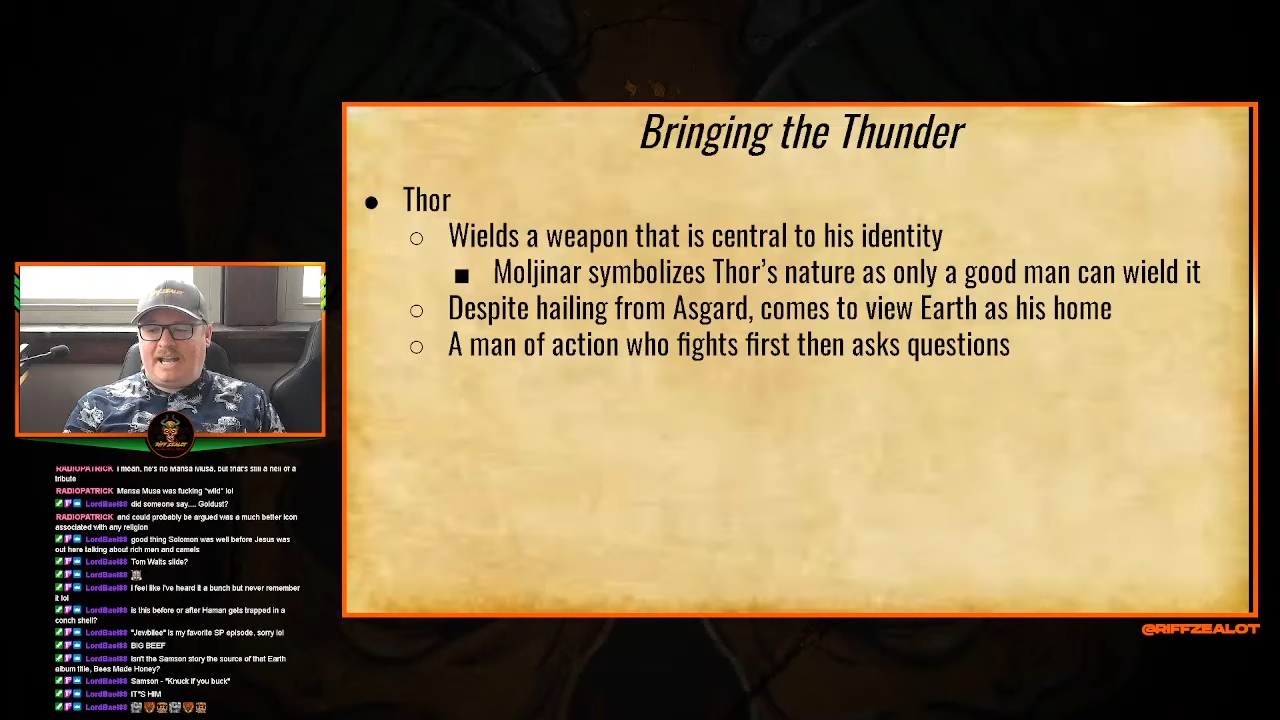 Bringing the Thunder
● Thor
○ Wields a weapon that is central to his identity
■ Moljinar symbolizes Thor's nature as only a good man can wield it
○ Despite hailing from Asgard, comes to view Earth as his home
○ A man of action who fights first then asks questions
@RIFFZEALOT
RIFF ZEALOT
RADIOPATRICK I mean, he's no Mansa Musa, but that's still a hell of a
tribute
RADIOPATRICK Mansa Musa was fucking *wild* lol
LordBael88 did someone say.... Goldust?
RADIOPATRICK and could probably be argued was a much better icon
associated with any religion
LordBael88 good thing Solomon was well before Jesus was
out here talking about rich men and camels
LordBael88 Tom Waits slide?
LordBael88
LordBael88 I feel like I've heard it a bunch but never remember
it lol
LordBael88 is this before or after Haman gets trapped in a
conch shell?
LordBael88 "Jewbilee" is my favorite SP episode, sorry lol
LordBael88 BIG BEEF
LordBael88 Isn't the Samson story the source of that Earth
album title, Bees Made Honey?
LordBael88 Samson - "Knuck if you buck"
LordBael88 IT"S HIM
LordBael88